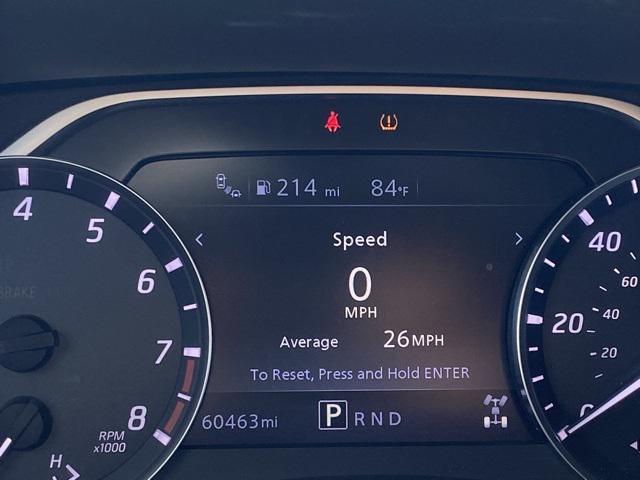 214 mi 84°F
< Speed >
0
MPH
Average 26MPH
To Reset, Press and Hold ENTER
60463mi P R N D
4
5
6
7
8
RPM
x1000
H
BRAKE
40
60
20
40
20
0